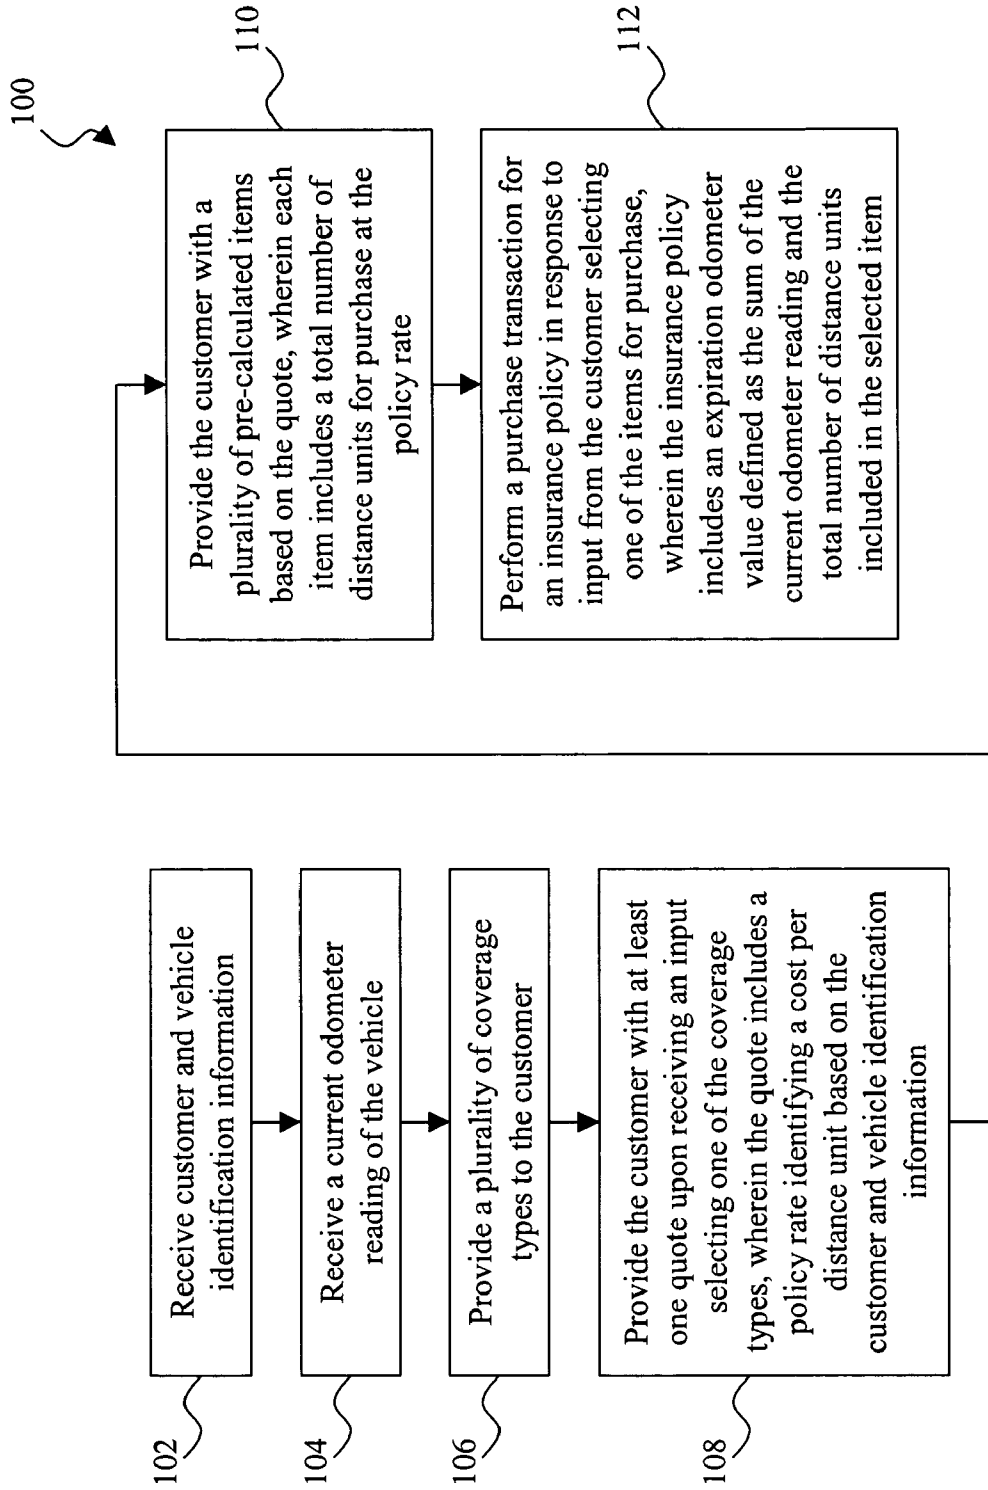 100
102
Receive customer and vehicle
identification information
104
Receive a current odometer
reading of the vehicle
106
Provide a plurality of coverage
types to the customer
108
Provide the customer with at least
one quote upon receiving an input
selecting one of the coverage
types, wherein the quote includes a
policy rate identifying a cost per
distance unit based on the
customer and vehicle identification
information
110
Provide the customer with a
plurality of pre-calculated items
based on the quote, wherein each
item includes a total number of
distance units for purchase at the
policy rate
112
Perform a purchase transaction for
an insurance policy in response to
input from the customer selecting
one of the items for purchase,
wherein the insurance policy
includes an expiration odometer
value defined as the sum of the
current odometer reading and the
total number of distance units
included in the selected item